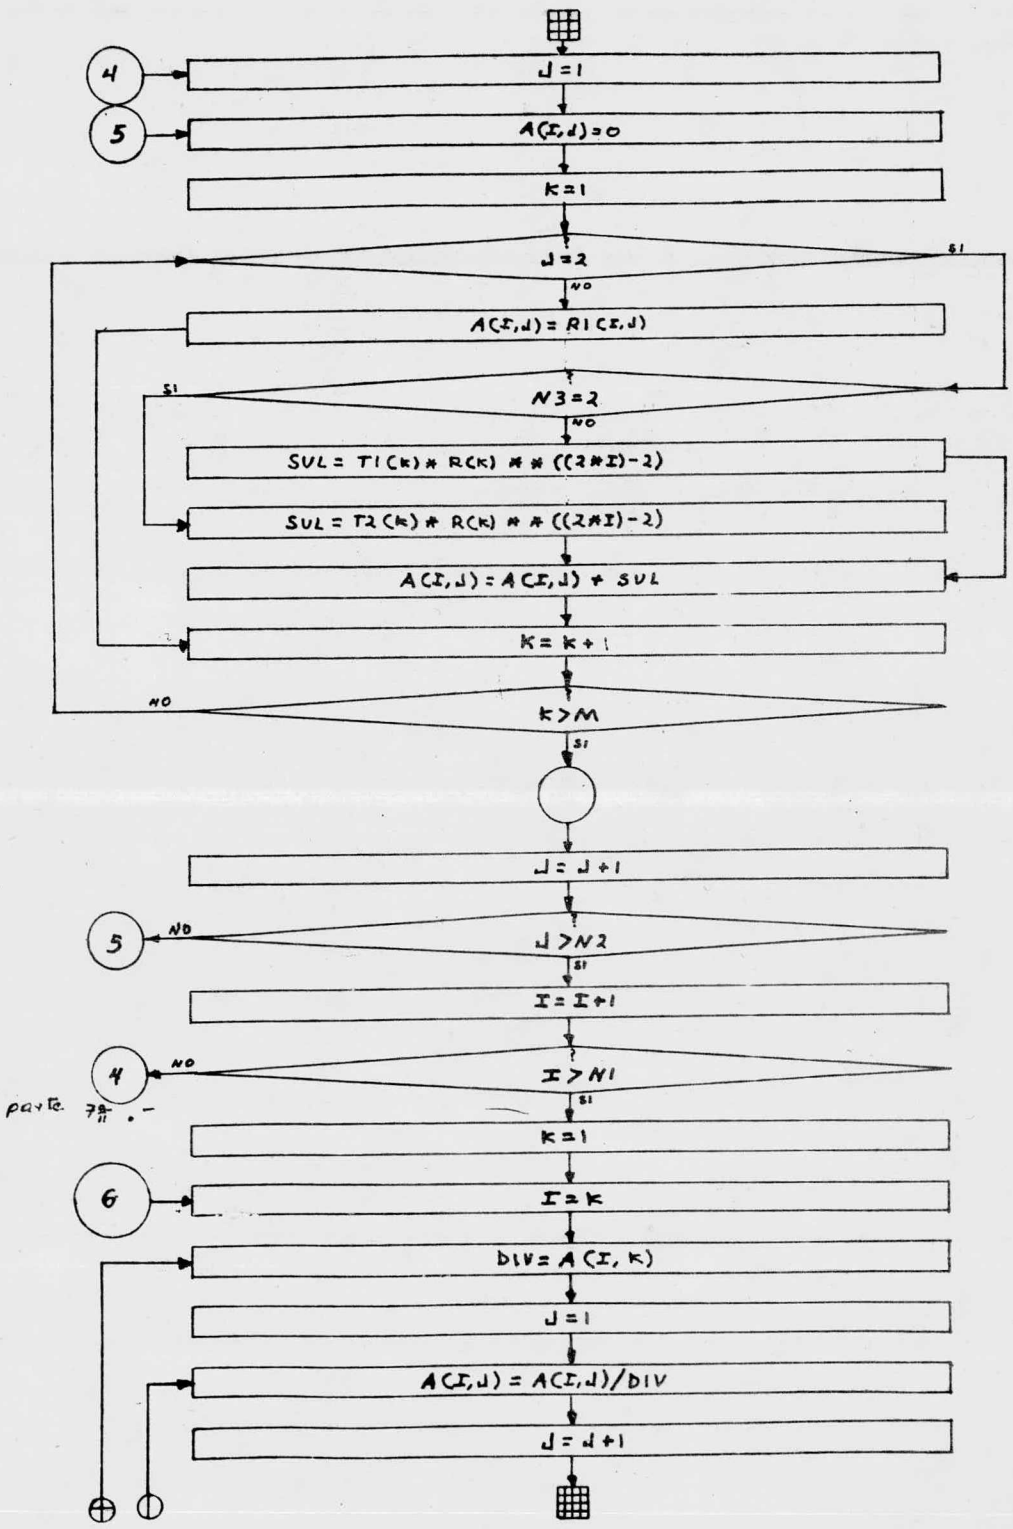 4
J=1
5
A(I,J)=0
K=1
?
J=2
SI
NO
A(I,J)=R1(I,J)
?
SI
N3=2
NO
SUL= T1(K)* R(K) * * ((2*I)-2)
SUL= T2(K)* R(K) * * ((2*I)-2)
A(I,J)=A(I,J) + SUL
K= K+1
?
NO
K>M
SI
J= J+1
?
5
NO
J>N2
SI
I= I+1
?
4
NO
I>N1
SI
parte 7ª .-
K=1
6
I=K
DIV= A(I,K)
J=1
A(I,J) = A(I,J)/DIV
J= J+1